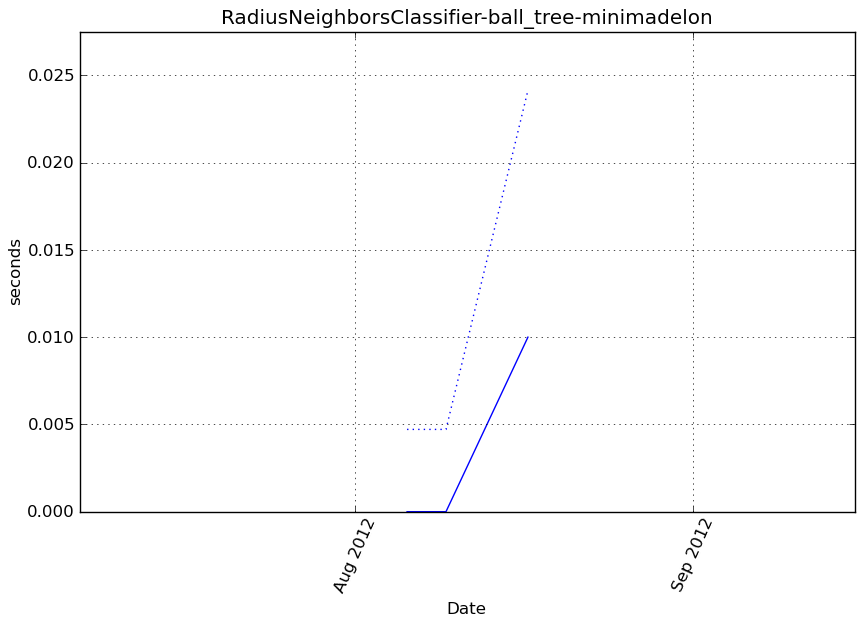 RadiusNeighborsClassifier-ball_tree-minimadelon
0.025
0.020
0.015
0.010
0.005
0.000
seconds
Aug 2012
Sep 2012
Date